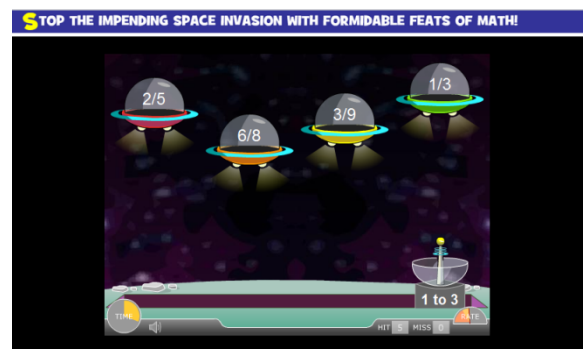 STOP THE IMPENDING SPACE INVASION WITH FORMIDABLE FEATS OF MATH!
1/3
2/5
3/9
6/8
1 to 3
TIME
RATE
HIT 5 MISS 0